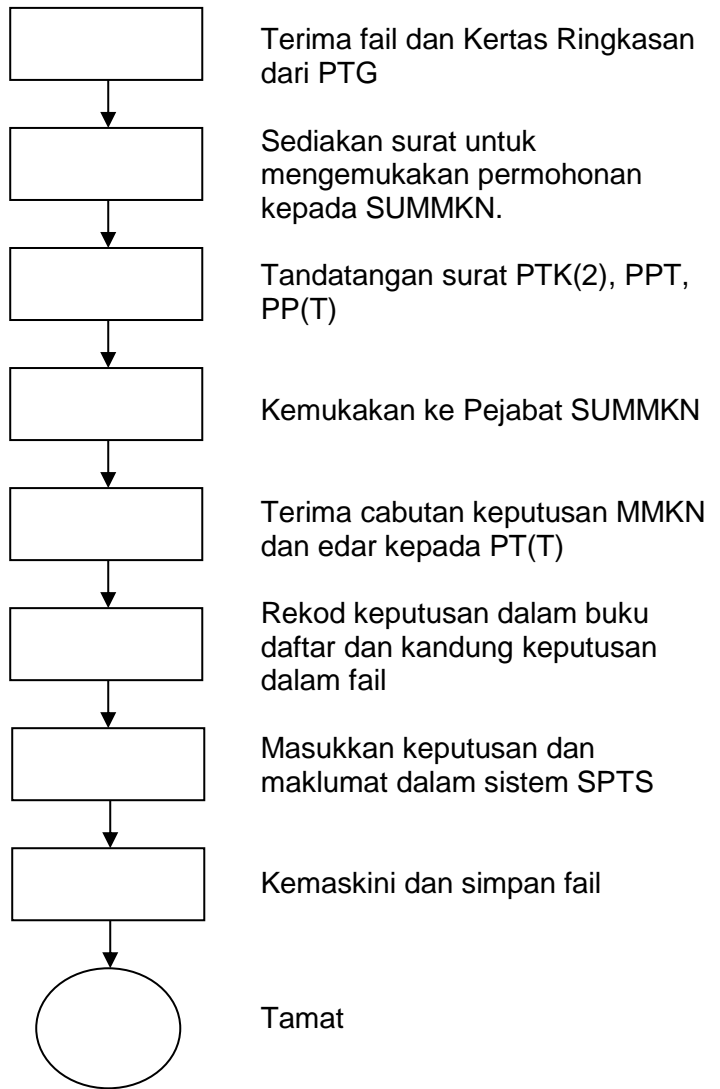 Terima fail dan Kertas Ringkasan
dari PTG
Sediakan surat untuk
mengemukakan permohonan
kepada SUMMKN.
Tandatangan surat PTK(2), PPT,
PP(T)
Kemukakan ke Pejabat SUMMKN
Terima cabutan keputusan MMKN
dan edar kepada PT(T)
Rekod keputusan dalam buku
daftar dan kandung keputusan
dalam fail
Masukkan keputusan dan
maklumat dalam sistem SPTS
Kemaskini dan simpan fail
Tamat